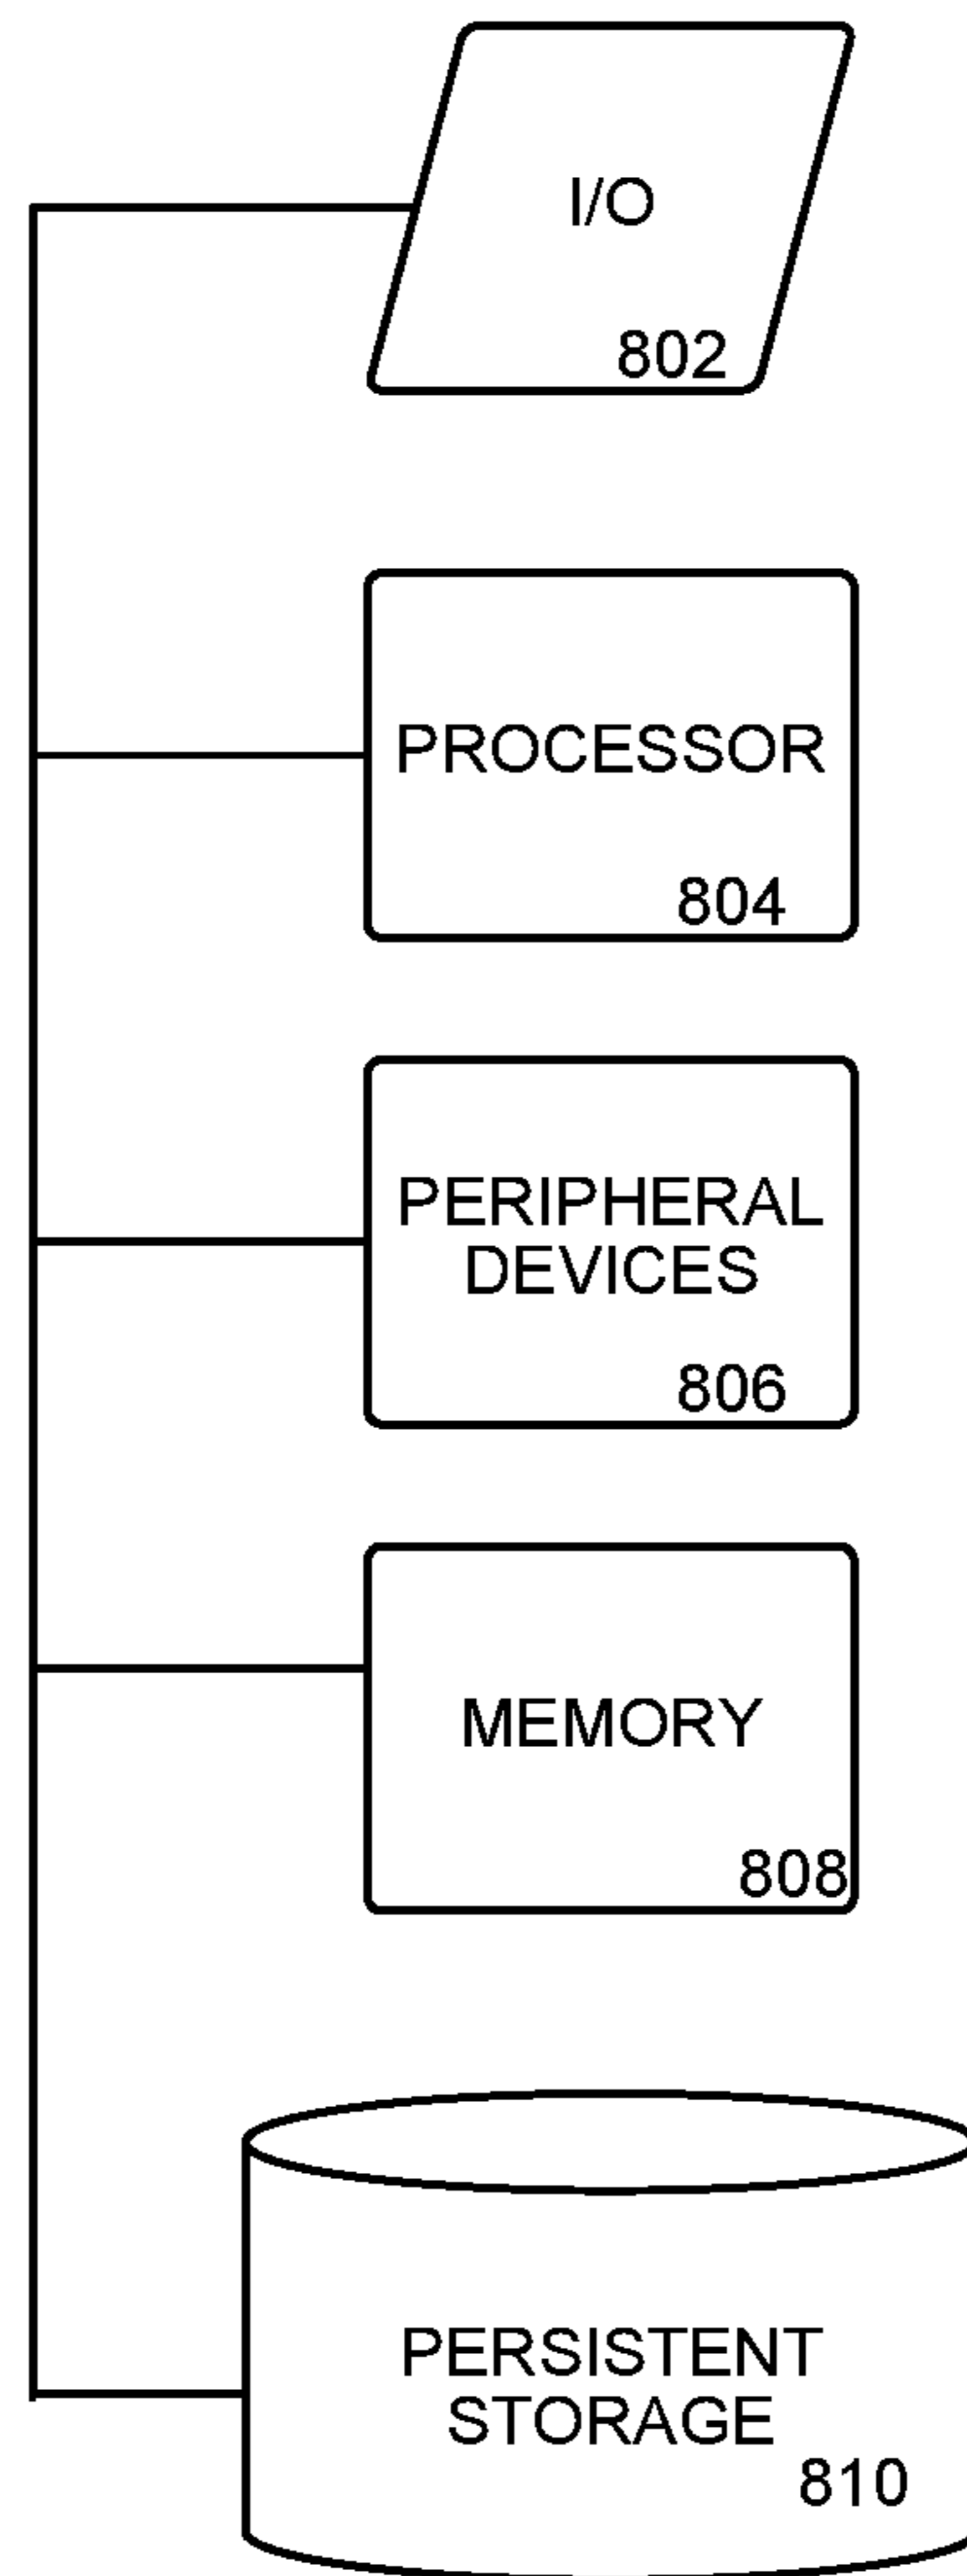 I/O
802
PROCESSOR
804
PERIPHERAL
DEVICES
806
MEMORY
808
PERSISTENT
STORAGE
810